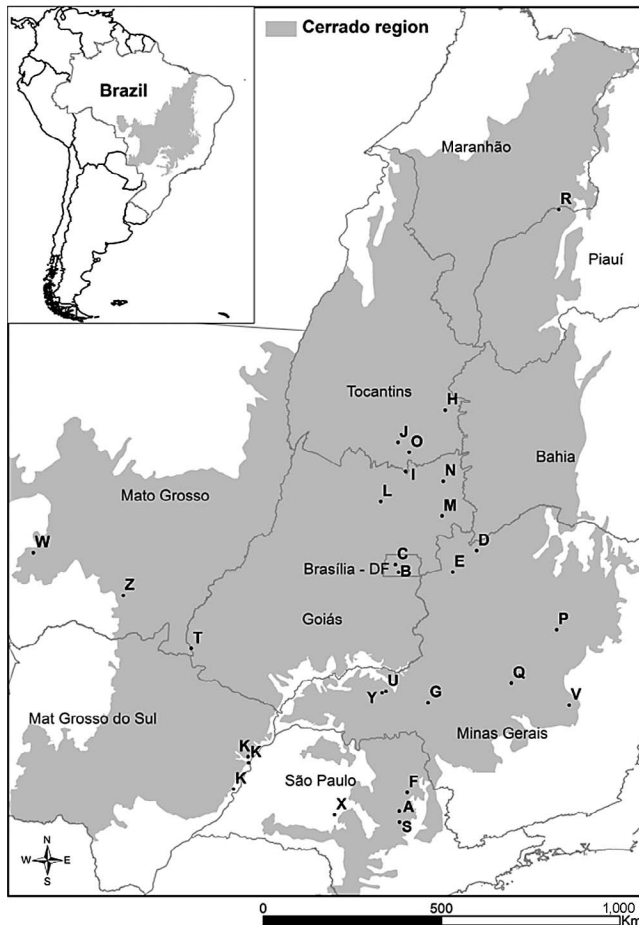 Cerrado region
Brazil
Maranhão
R
Piauí
Tocantins
H
J
O
I
N
Bahia
L
Mato Grosso
M
W
D
C
Brasília - DF
B
E
Z
Goiás
P
T
U
Q
Y
G
V
Mat Grosso do Sul
Minas Gerais
K
K
K
São Paulo
F
X
A
S
N
W E
S
0 500 1,000
Km